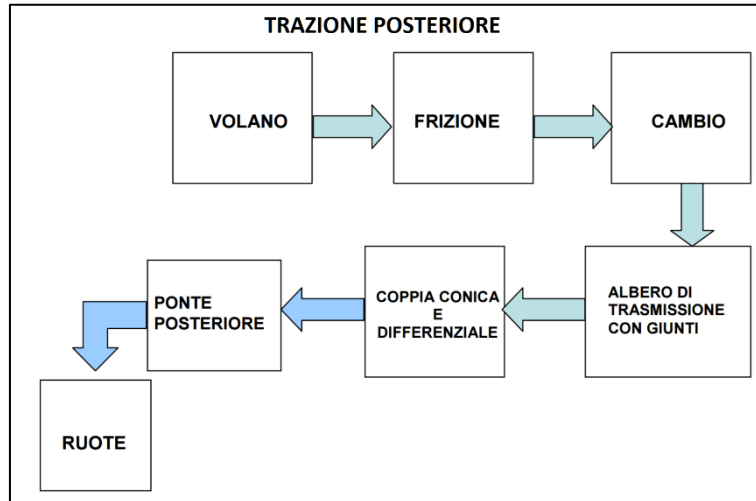 TRAZIONE POSTERIORE
VOLANO
FRIZIONE
CAMBIO
ALBERO DI
TRASMISSIONE
CON GIUNTI
COPPIA CONICA
E
DIFFERENZIALE
PONTE
POSTERIORE
RUOTE